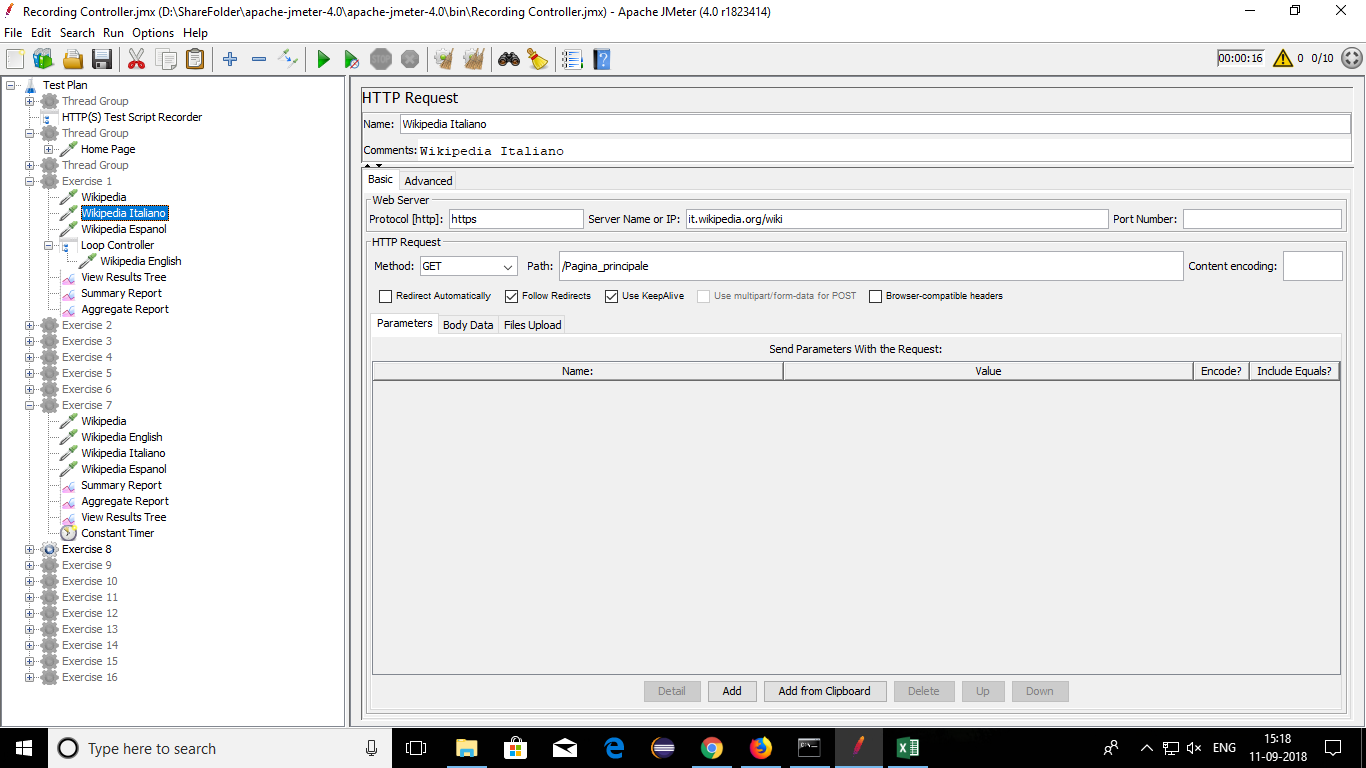 Recording Controller.jmx (D:\ShareFolder\apache-jmeter-4.0\apache-jmeter-4.0\bin\Recording Controller.jmx) - Apache JMeter (4.0 r1823414)
File Edit Search Run Options Help
STOP 00:00:16 0 0/10
Test Plan
Thread Group
HTTP(S) Test Script Recorder
Thread Group
Home Page
Thread Group
Exercise 1
Wikipedia
Wikipedia Italiano
Wikipedia Espanol
Loop Controller
Wikipedia English
View Results Tree
Summary Report
Aggregate Report
Exercise 2
Exercise 3
Exercise 4
Exercise 5
Exercise 6
Exercise 7
Wikipedia
Wikipedia English
Wikipedia Italiano
Wikipedia Espanol
Summary Report
Aggregate Report
View Results Tree
Constant Timer
Exercise 8
Exercise 9
Exercise 10
Exercise 11
Exercise 12
Exercise 13
Exercise 14
Exercise 15
Exercise 16
HTTP Request
Name: Wikipedia Italiano
Comments: Wikipedia Italiano
Basic Advanced
Web Server
Protocol [http]: https Server Name or IP: it.wikipedia.org/wiki Port Number:
HTTP Request
Method: GET Path: /Pagina_principale Content encoding:
Redirect Automatically Follow Redirects Use KeepAlive Use multipart/form-data for POST Browser-compatible headers
Parameters Body Data Files Upload
Send Parameters With the Request:
Name: Value Encode? Include Equals?
Detail Add Add from Clipboard Delete Up Down
Type here to search ENG 15:18
11-09-2018